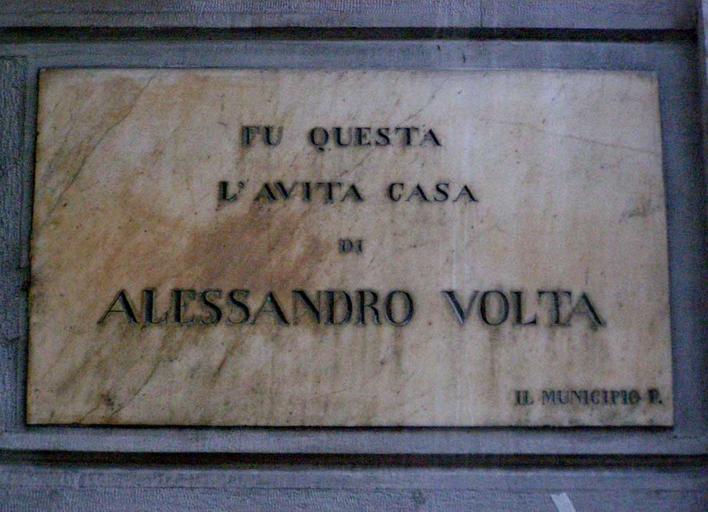 FU QUESTA
L'AVITA CASA
DI
ALESSANDRO VOLTA
IL MUNICIPIO P.